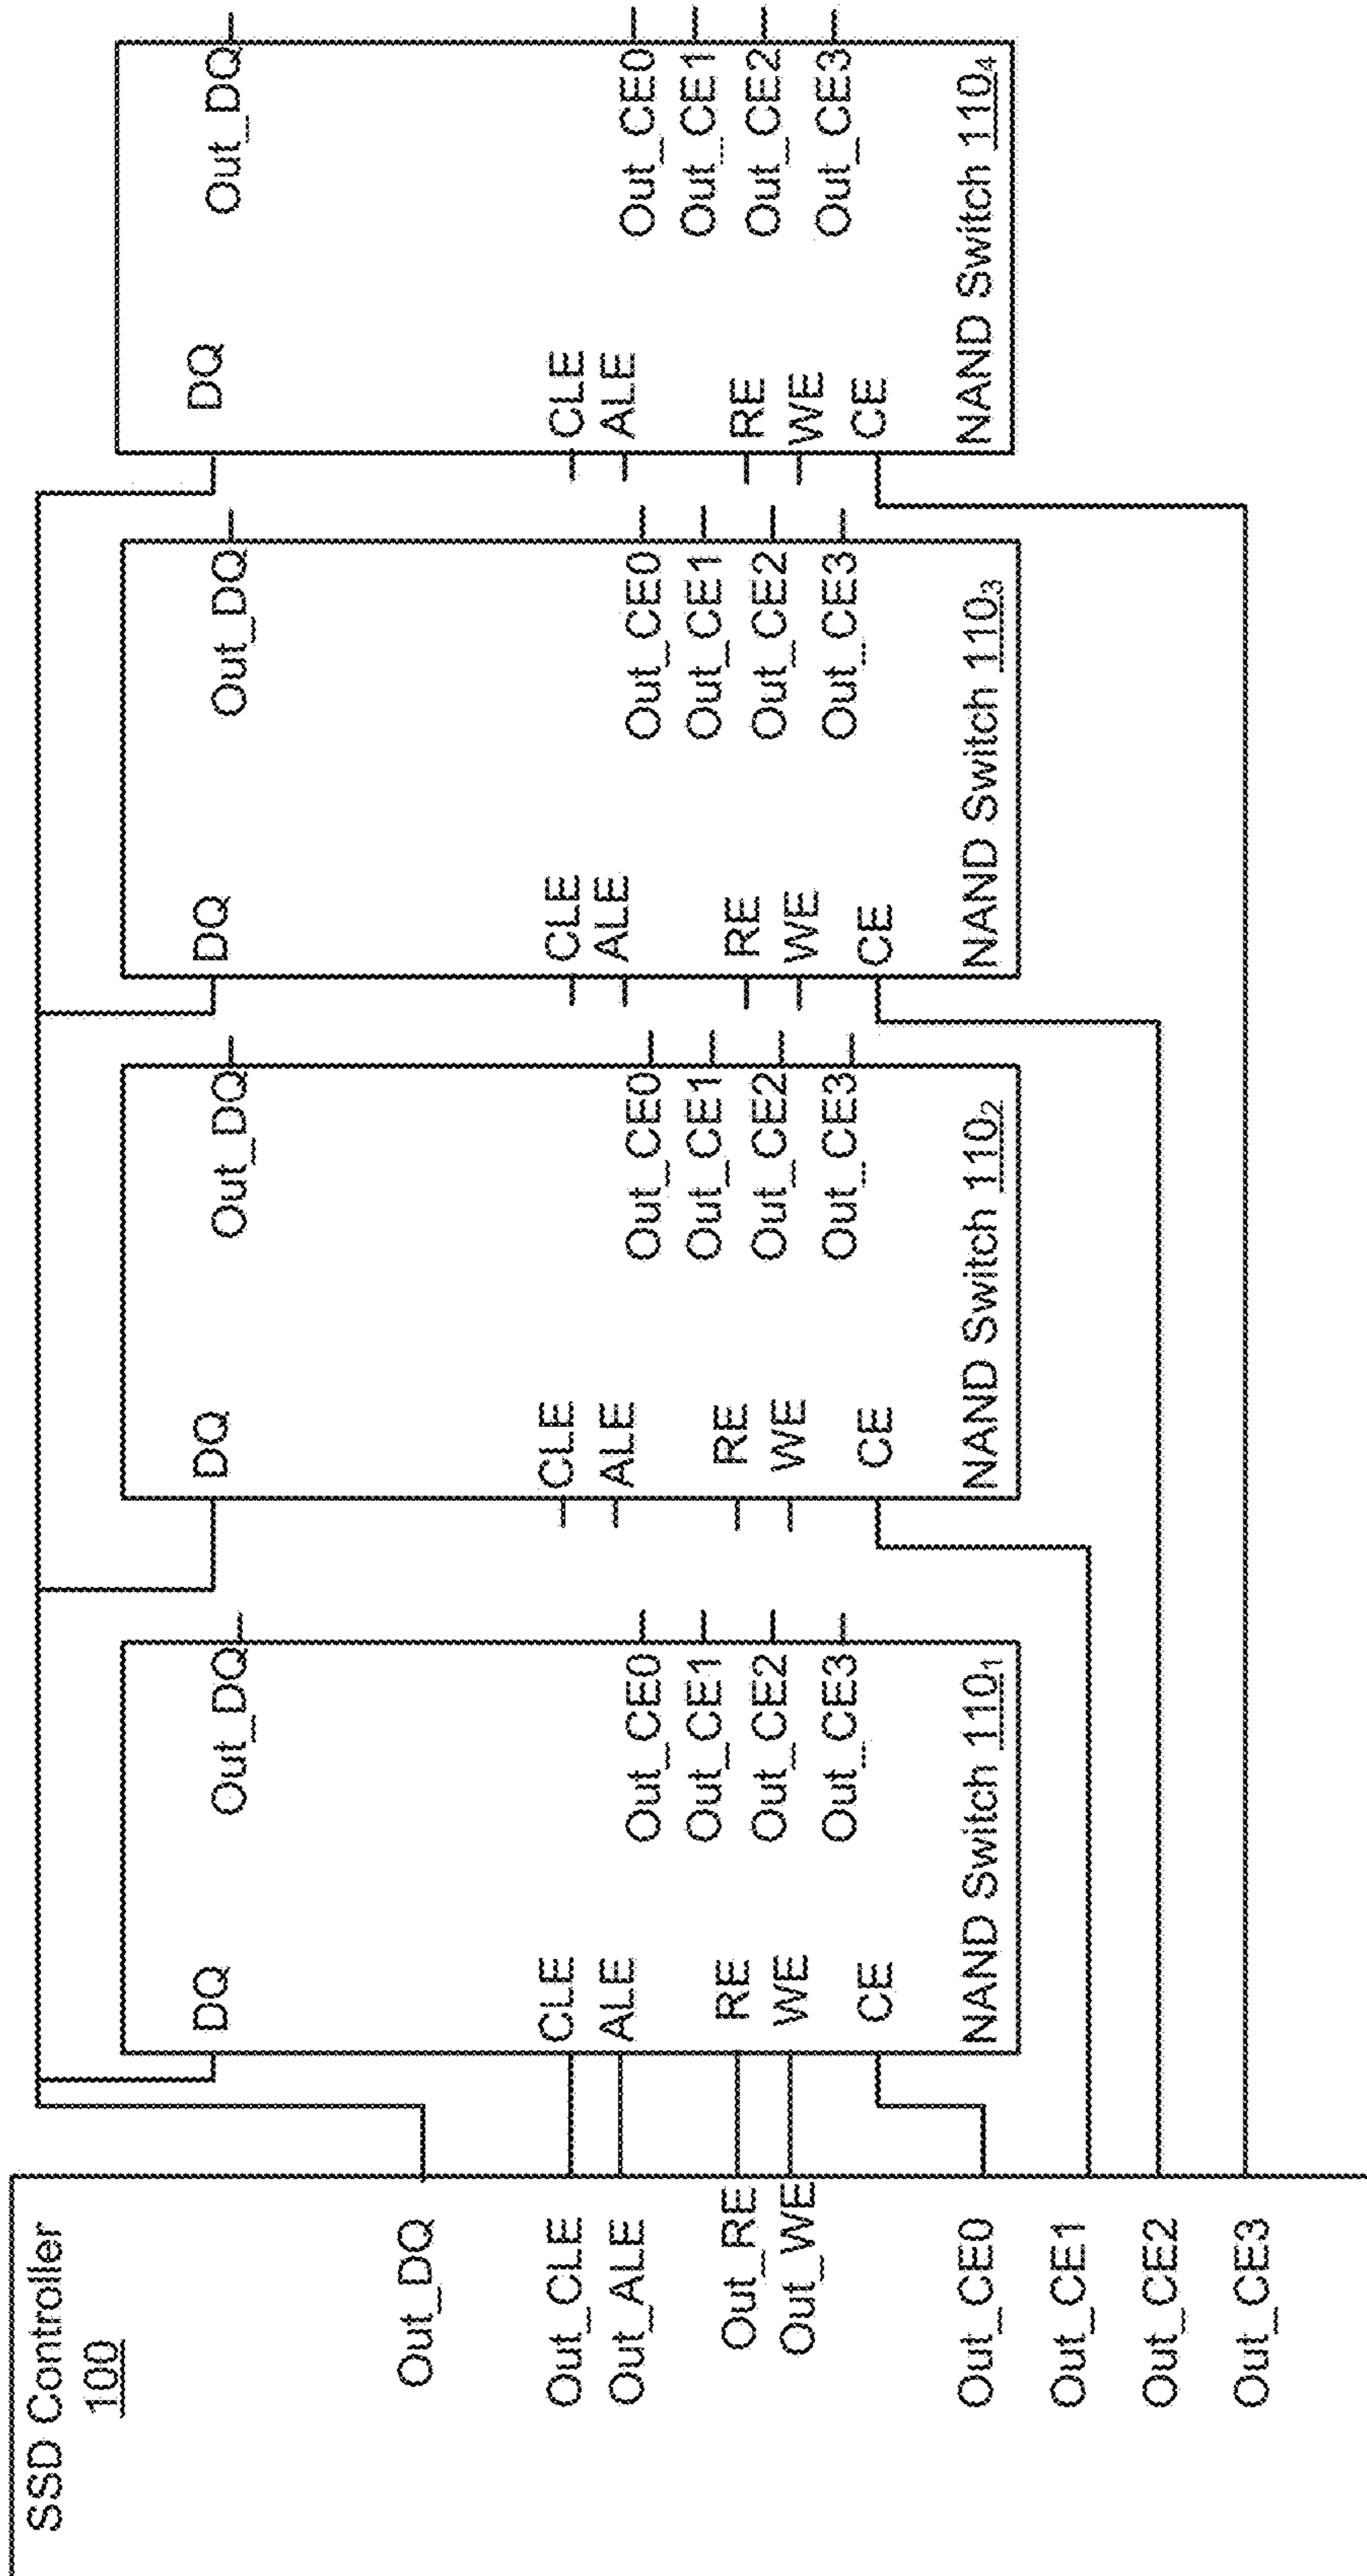 SSD Controller
100
Out_DQ
Out_CLE
Out_ALE
Out_RE
Out_WE
Out_CE0
Out_CE1
Out_CE2
Out_CE3
DQ
Out_DQ
CLE
ALE
RE
WE
CE
Out_CE0
Out_CE1
Out_CE2
Out_CE3
NAND Switch 110₁
DQ
Out_DQ
CLE
ALE
RE
WE
CE
Out_CE0
Out_CE1
Out_CE2
Out_CE3
NAND Switch 110₂
DQ
Out_DQ
CLE
ALE
RE
WE
CE
Out_CE0
Out_CE1
Out_CE2
Out_CE3
NAND Switch 110₃
DQ
Out_DQ
CLE
ALE
RE
WE
CE
Out_CE0
Out_CE1
Out_CE2
Out_CE3
NAND Switch 110₄